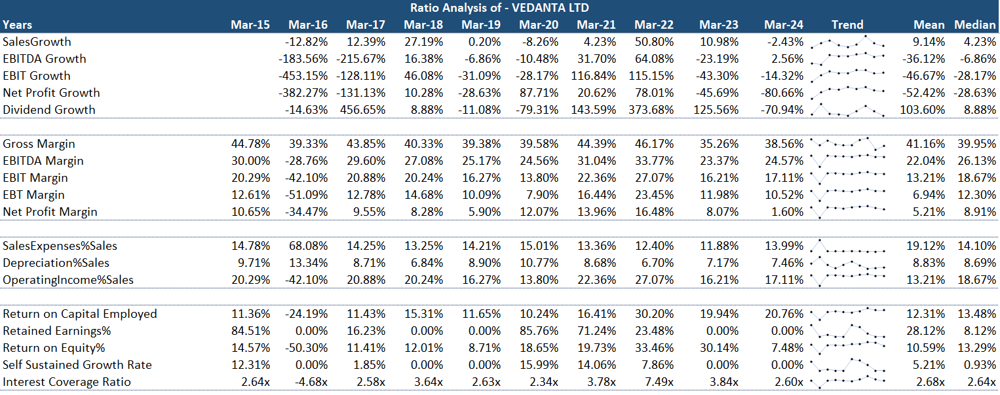 Ratio Analysis of - VEDANTA LTD
Years Mar-15 Mar-16 Mar-17 Mar-18 Mar-19 Mar-20 Mar-21 Mar-22 Mar-23 Mar-24 Trend Mean Median
SalesGrowth -12.82% 12.39% 27.19% 0.20% -8.26% 4.23% 50.80% 10.98% -2.43% 9.14% 4.23%
EBITDA Growth -183.56% -215.67% 16.38% -6.86% -10.48% 31.70% 64.08% -23.19% 2.56% -36.12% -6.86%
EBIT Growth -453.15% -128.11% 46.08% -31.09% -28.17% 116.84% 115.15% -43.30% -14.32% -46.67% -28.17%
Net Profit Growth -382.27% -131.13% 10.28% -28.63% 87.71% 20.62% 78.01% -45.69% -80.66% -52.42% -28.63%
Dividend Growth -14.63% 456.65% 8.88% -11.08% -79.31% 143.59% 373.68% 125.56% -70.94% 103.60% 8.88%
Gross Margin 44.78% 39.33% 43.85% 40.33% 39.38% 39.58% 44.39% 46.17% 35.26% 38.56% 41.16% 39.95%
EBITDA Margin 30.00% -28.76% 29.60% 27.08% 25.17% 24.56% 31.04% 33.77% 23.37% 24.57% 22.04% 26.13%
EBIT Margin 20.29% -42.10% 20.88% 20.24% 16.27% 13.80% 22.36% 27.07% 16.21% 17.11% 13.21% 18.67%
EBT Margin 12.61% -51.09% 12.78% 14.68% 10.09% 7.90% 16.44% 23.45% 11.98% 10.52% 6.94% 12.30%
Net Profit Margin 10.65% -34.47% 9.55% 8.28% 5.90% 12.07% 13.96% 16.48% 8.07% 1.60% 5.21% 8.91%
SalesExpenses%Sales 14.78% 68.08% 14.25% 13.25% 14.21% 15.01% 13.36% 12.40% 11.88% 13.99% 19.12% 14.10%
Depreciation%Sales 9.71% 13.34% 8.71% 6.84% 8.90% 10.77% 8.68% 6.70% 7.17% 7.46% 8.83% 8.69%
OperatingIncome%Sales 20.29% -42.10% 20.88% 20.24% 16.27% 13.80% 22.36% 27.07% 16.21% 17.11% 13.21% 18.67%
Return on Capital Employed 11.36% -24.19% 11.43% 15.31% 11.65% 10.24% 16.41% 30.20% 19.94% 20.76% 12.31% 13.48%
Retained Earnings% 84.51% 0.00% 16.23% 0.00% 0.00% 85.76% 71.24% 23.48% 0.00% 0.00% 28.12% 8.12%
Return on Equity% 14.57% -50.30% 11.41% 12.01% 8.71% 18.65% 19.73% 33.46% 30.14% 7.48% 10.59% 13.29%
Self Sustained Growth Rate 12.31% 0.00% 1.85% 0.00% 0.00% 15.99% 14.06% 7.86% 0.00% 0.00% 5.21% 0.93%
Interest Coverage Ratio 2.64x -4.68x 2.58x 3.64x 2.63x 2.34x 3.78x 7.49x 3.84x 2.60x 2.68x 2.64x